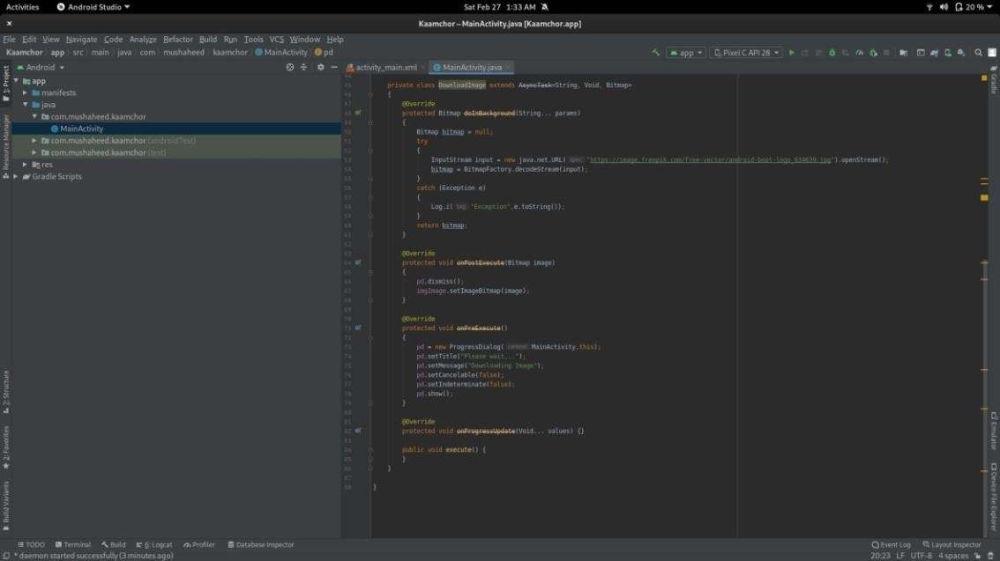 Activities Android Studio Sat Feb 27 1:33 AM 20 %
Kaamchor – MainActivity.java [Kaamchor.app]
File Edit View Navigate Code Analyze Refactor Build Run Tools VCS Window Help
Kaamchor app src main java com mushaheed kaamchor MainActivity pd app Pixel C API 28
1: Project
Resource Manager
2: Structure
2: Favorites
Build Variants
Android
app
manifests
java
com.mushaheed.kaamchor
MainActivity
com.mushaheed.kaamchor (androidTest)
com.mushaheed.kaamchor (test)
res
Gradle Scripts
activity_main.xml MainActivity.java
44
45 private class DownloadImage extends AsyncTask<String, Void, Bitmap>
46 {
47 @Override
48 protected Bitmap doInBackground(String... params)
49 {
50 Bitmap bitmap = null;
51 try
52 {
53 InputStream input = new java.net.URL( spec: "https://image.freepik.com/free-vector/android-boot-logo_634639.jpg").openStream();
54 bitmap = BitmapFactory.decodeStream(input);
55 }
56 catch (Exception e)
57 {
58 Log.i( tag: "Exception",e.toString());
59 }
60 return bitmap;
61 }
62
63 @Override
64 protected void onPostExecute(Bitmap image)
65 {
66 pd.dismiss();
67 imgImage.setImageBitmap(image);
68 }
69
70 @Override
71 protected void onPreExecute()
72 {
73 pd = new ProgressDialog( context: MainActivity.this);
74 pd.setTitle("Please wait...");
75 pd.setMessage("Downloading Image");
76 pd.setCancelable(false);
77 pd.setIndeterminate(false);
78 pd.show();
79 }
80
81 @Override
82 protected void onProgressUpdate(Void... values) {}
83
84 public void execute() {
85 }
86 }
87
88 }
Gradle
Emulator
Device File Explorer
TODO Terminal Build 6: Logcat Profiler Database Inspector Event Log Layout Inspector
* daemon started successfully (3 minutes ago) 20:23 LF UTF-8 4 spaces